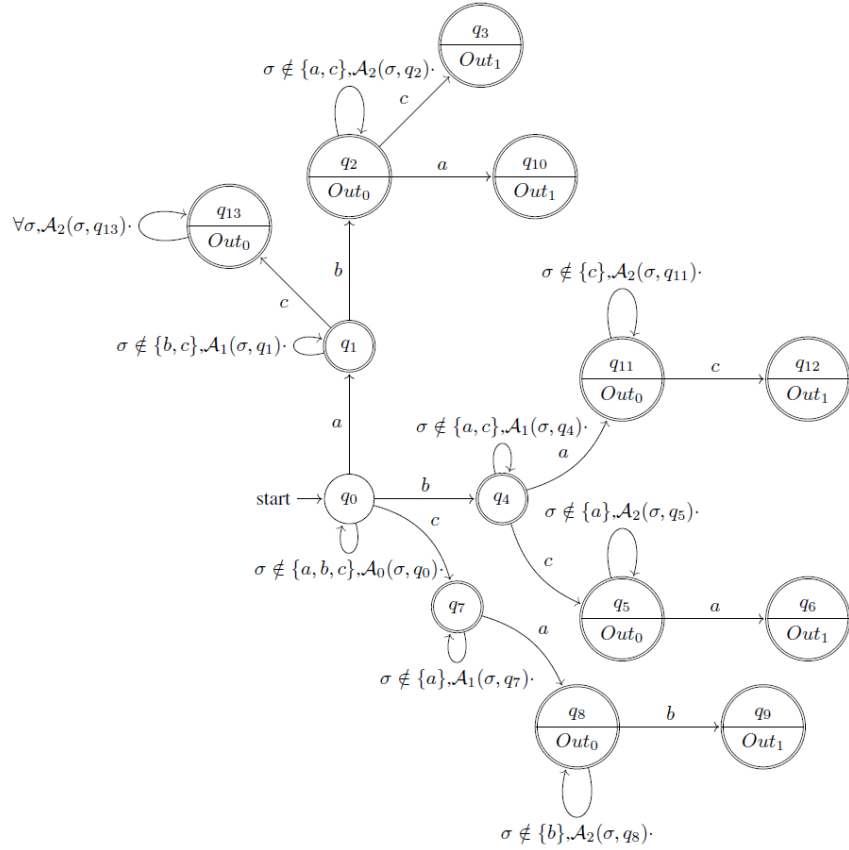 q₃
Out₁
σ ∉ {a, c},𝒜₂(σ, q₂)·
c
q₂
Out₀
a
q₁₀
Out₁
∀σ,𝒜₂(σ, q₁₃)·
q₁₃
Out₀
b
c
σ ∉ {b, c},𝒜₁(σ, q₁)·
q₁
σ ∉ {c},𝒜₂(σ, q₁₁)·
q₁₁
Out₀
c
q₁₂
Out₁
a
σ ∉ {a, c},𝒜₁(σ, q₄)·
a
start
q₀
b
q₄
σ ∉ {a},𝒜₂(σ, q₅)·
c
c
σ ∉ {a, b, c},𝒜₀(σ, q₀)·
q₅
Out₀
a
q₆
Out₁
q₇
a
σ ∉ {a},𝒜₁(σ, q₇)·
q₈
Out₀
b
q₉
Out₁
σ ∉ {b},𝒜₂(σ, q₈)·